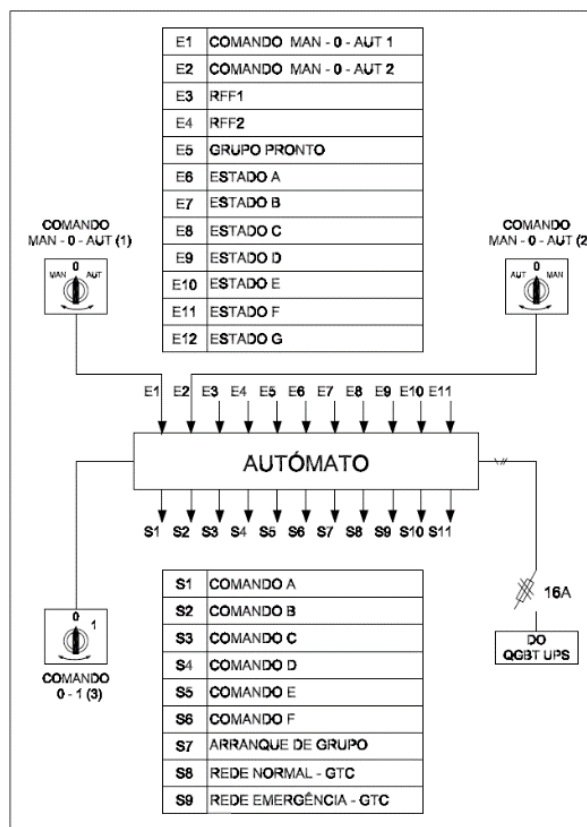 E1 COMANDO MAN - 0 - AUT 1
E2 COMANDO MAN - 0 - AUT 2
E3 RFF1
E4 RFF2
E5 GRUPO PRONTO
E6 ESTADO A
E7 ESTADO B
E8 ESTADO C
E9 ESTADO D
E10 ESTADO E
E11 ESTADO F
E12 ESTADO G
COMANDO
MAN - 0 - AUT (1)
0
MAN AUT
COMANDO
MAN - 0 - AUT (2
0
AUT MAN
E1 E2 E3 E4 E5 E6 E7 E8 E9 E10 E11
AUTÓMATO
S1 S2 S3 S4 S5 S6 S7 S8 S9 S10 S11
0
1
COMANDO
0 - 1 (3)
16A
DO
QGBT UPS
S1 COMANDO A
S2 COMANDO B
S3 COMANDO C
S4 COMANDO D
S5 COMANDO E
S6 COMANDO F
S7 ARRANQUE DE GRUPO
S8 REDE NORMAL - GTC
S9 REDE EMERGÊNCIA - GTC